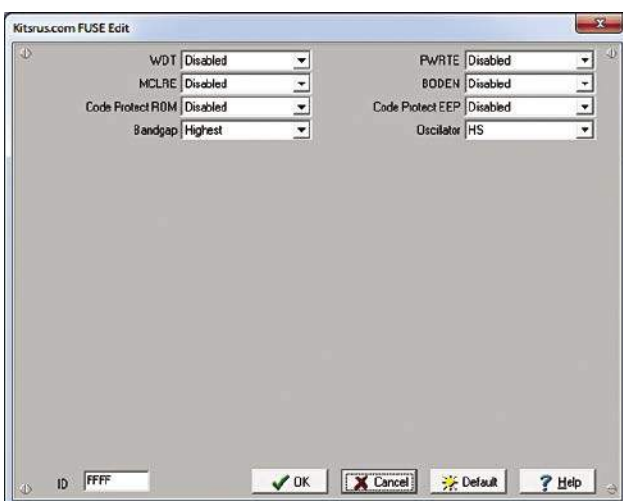 Kitsrus.com FUSE Edit
WDT Disabled PWRTE Disabled
MCLRE Disabled BODEN Disabled
Code Protect ROM Disabled Code Protect EEP Disabled
Bandgap Highest Oscilator HS
ID FFFF OK Cancel Default Help